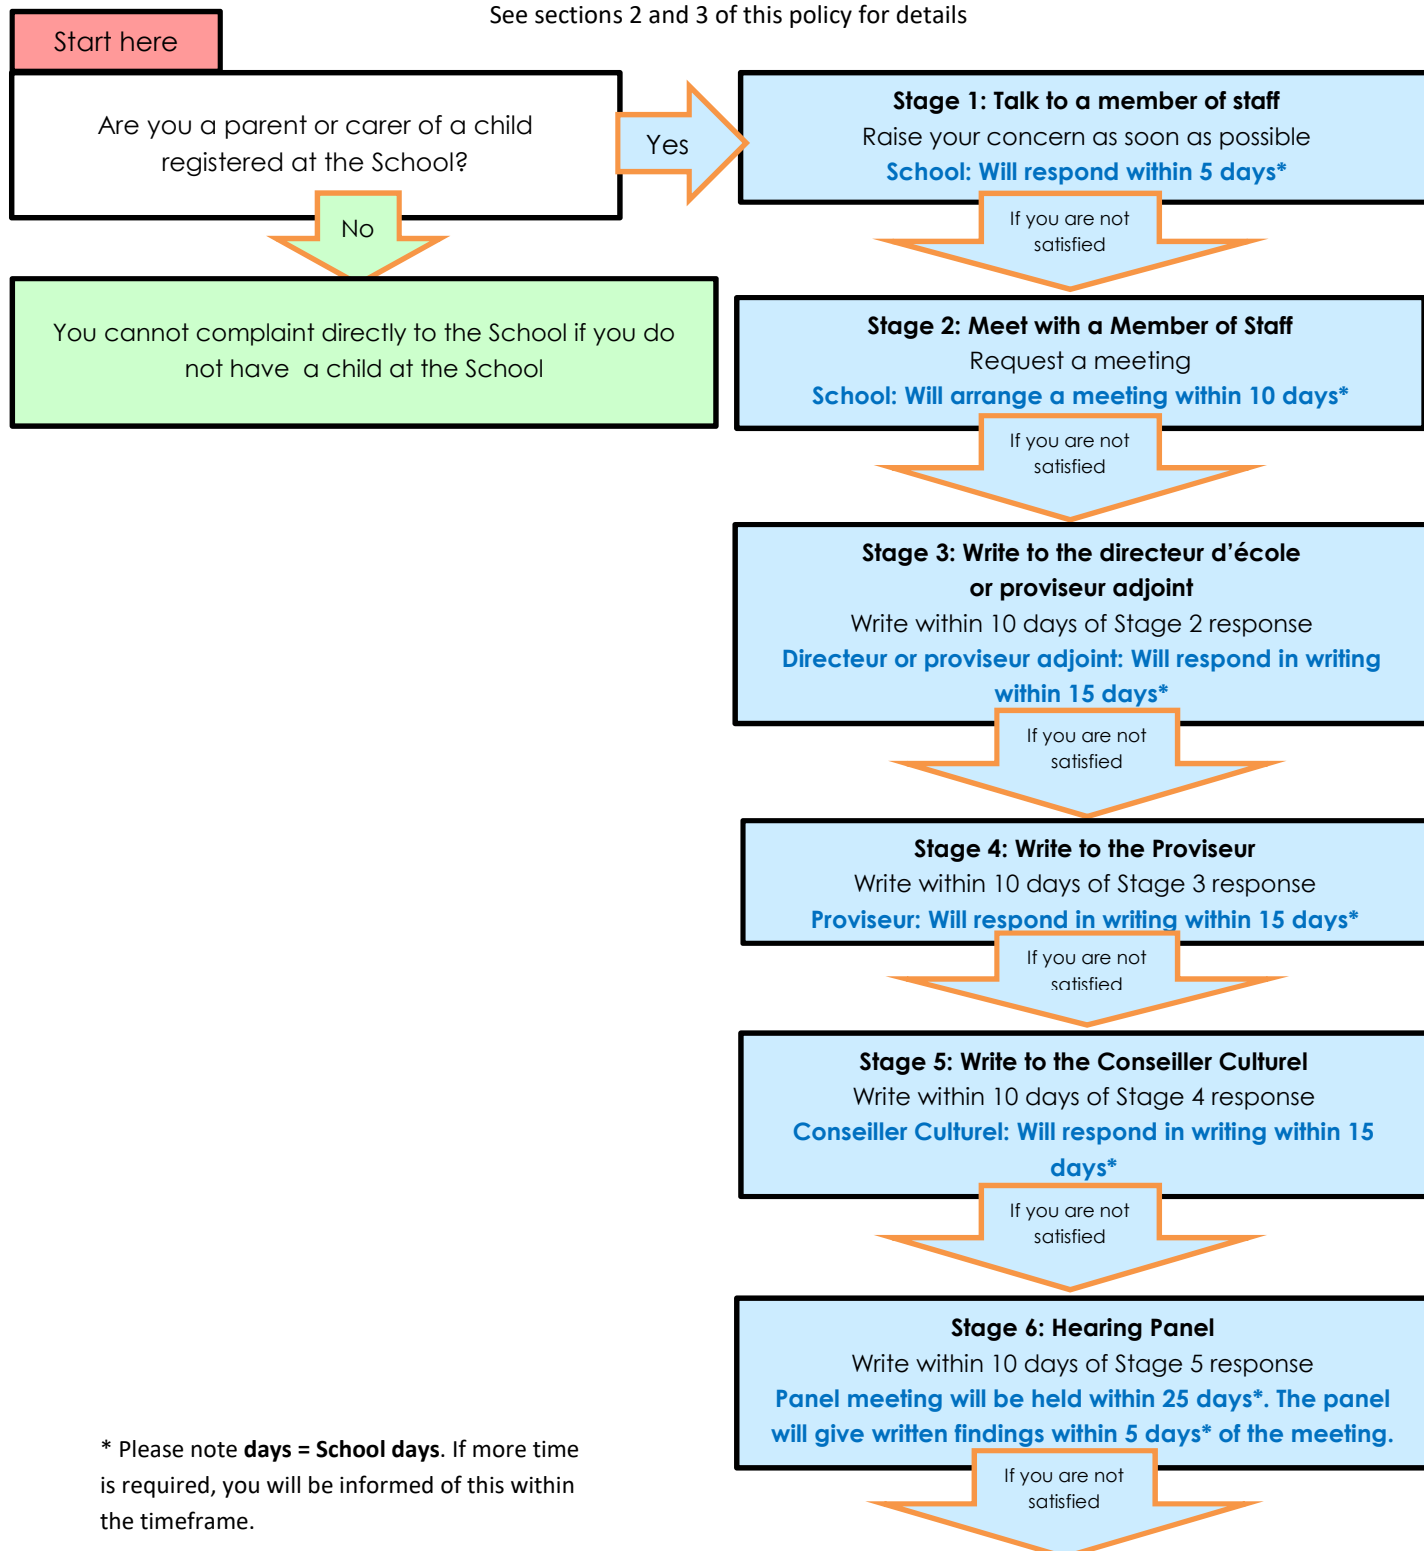 See sections 2 and 3 of this policy for details
Start here
Are you a parent or carer of a child
registered at the School?
Yes
No
You cannot complaint directly to the School if you do
not have a child at the School
Stage 1: Talk to a member of staff
Raise your concern as soon as possible
School: Will respond within 5 days*
If you are not
satisfied
Stage 2: Meet with a Member of Staff
Request a meeting
School: Will arrange a meeting within 10 days*
If you are not
satisfied
Stage 3: Write to the directeur d’école
or proviseur adjoint
Write within 10 days of Stage 2 response
Directeur or proviseur adjoint: Will respond in writing
within 15 days*
If you are not
satisfied
Stage 4: Write to the Proviseur
Write within 10 days of Stage 3 response
Proviseur: Will respond in writing within 15 days*
If you are not
satisfied
Stage 5: Write to the Conseiller Culturel
Write within 10 days of Stage 4 response
Conseiller Culturel: Will respond in writing within 15
days*
If you are not
satisfied
Stage 6: Hearing Panel
Write within 10 days of Stage 5 response
Panel meeting will be held within 25 days*. The panel
will give written findings within 5 days* of the meeting.
If you are not
satisfied
* Please note days = School days. If more time
is required, you will be informed of this within
the timeframe.